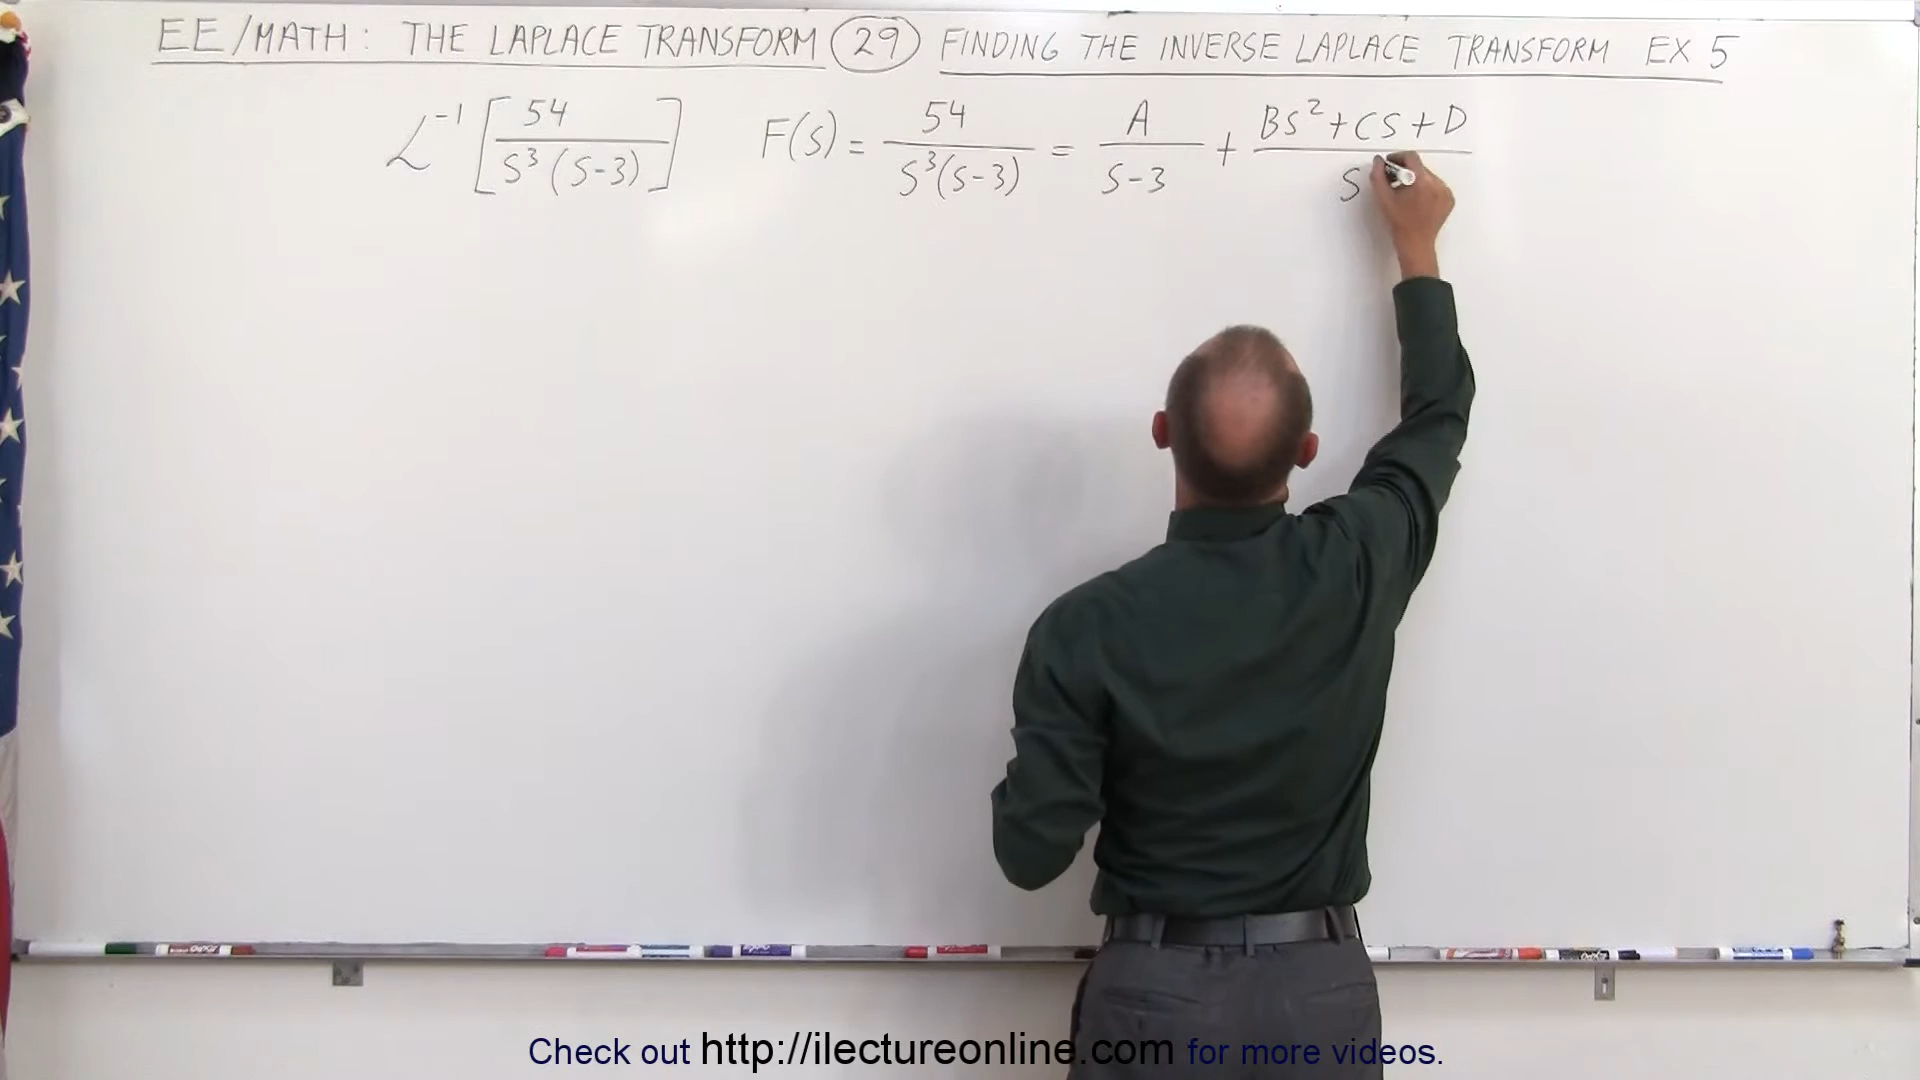 EE/MATH: THE LAPLACE TRANSFORM 29 FINDING THE INVERSE LAPLACE TRANSFORM EX 5
ℒ⁻¹ [54 / S³(S-3)] F(s) = 54 / S³(S-3) = A / S-3 + BS²+CS+D / S
Check out http://ilectureonline.com for more videos.